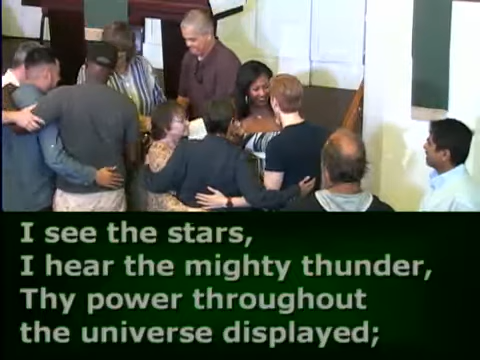 I see the stars,
I hear the mighty thunder,
Thy power throughout
the universe displayed;